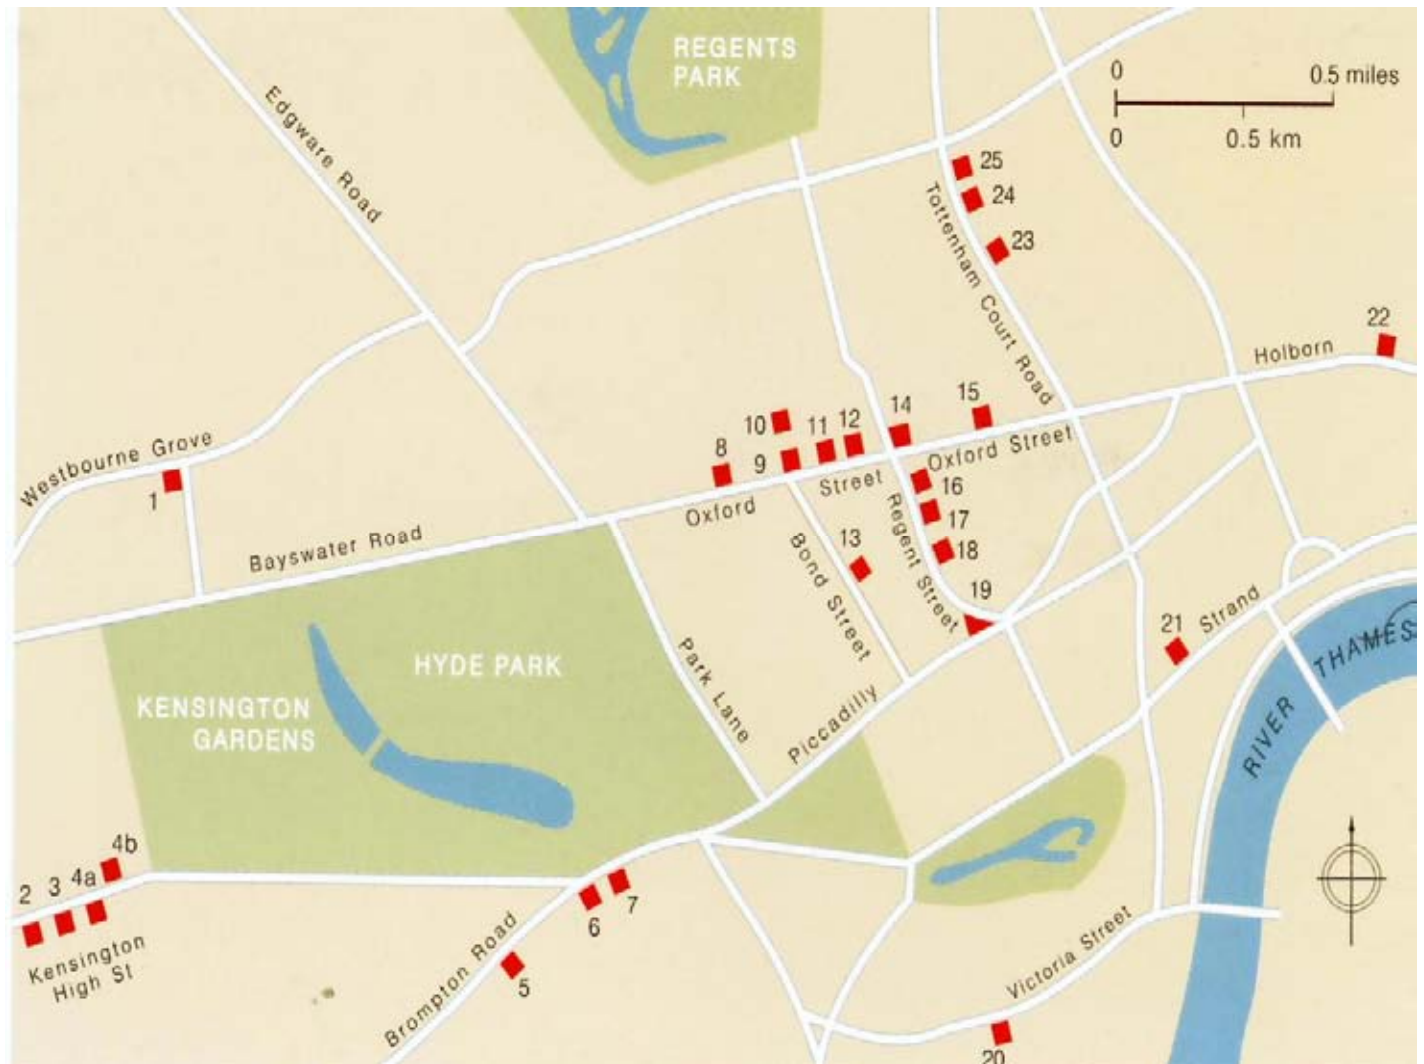 REGENTS
PARK
0
0.5 miles
0
0.5 km
Edgware Road
25
24
23
Tottenham Court Road
22
Holborn
Westbourne Grove
1
Bayswater Road
8
10
9
11
12
14
15
Oxford
Street
Oxford Street
16
17
18
19
Regent Street
13
Bond Street
21
Strand
RIVER THAMES
HYDE PARK
KENSINGTON
GARDENS
Park Lane
Piccadilly
2
3
4a
4b
Kensington
High St
5
6
7
Brompton Road
Victoria Street
20